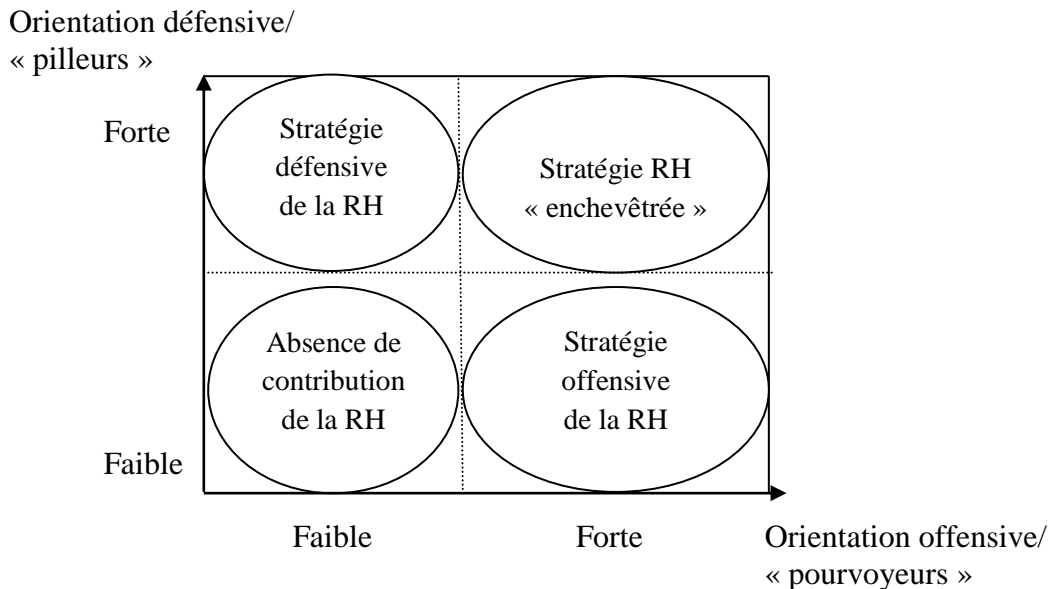 Orientation défensive/
« pilleurs »
Forte
Stratégie
défensive
de la RH
Stratégie RH
« enchevêtrée »
Absence de
contribution
de la RH
Stratégie
offensive
de la RH
Faible
Faible
Forte
Orientation offensive/
« pourvoyeurs »